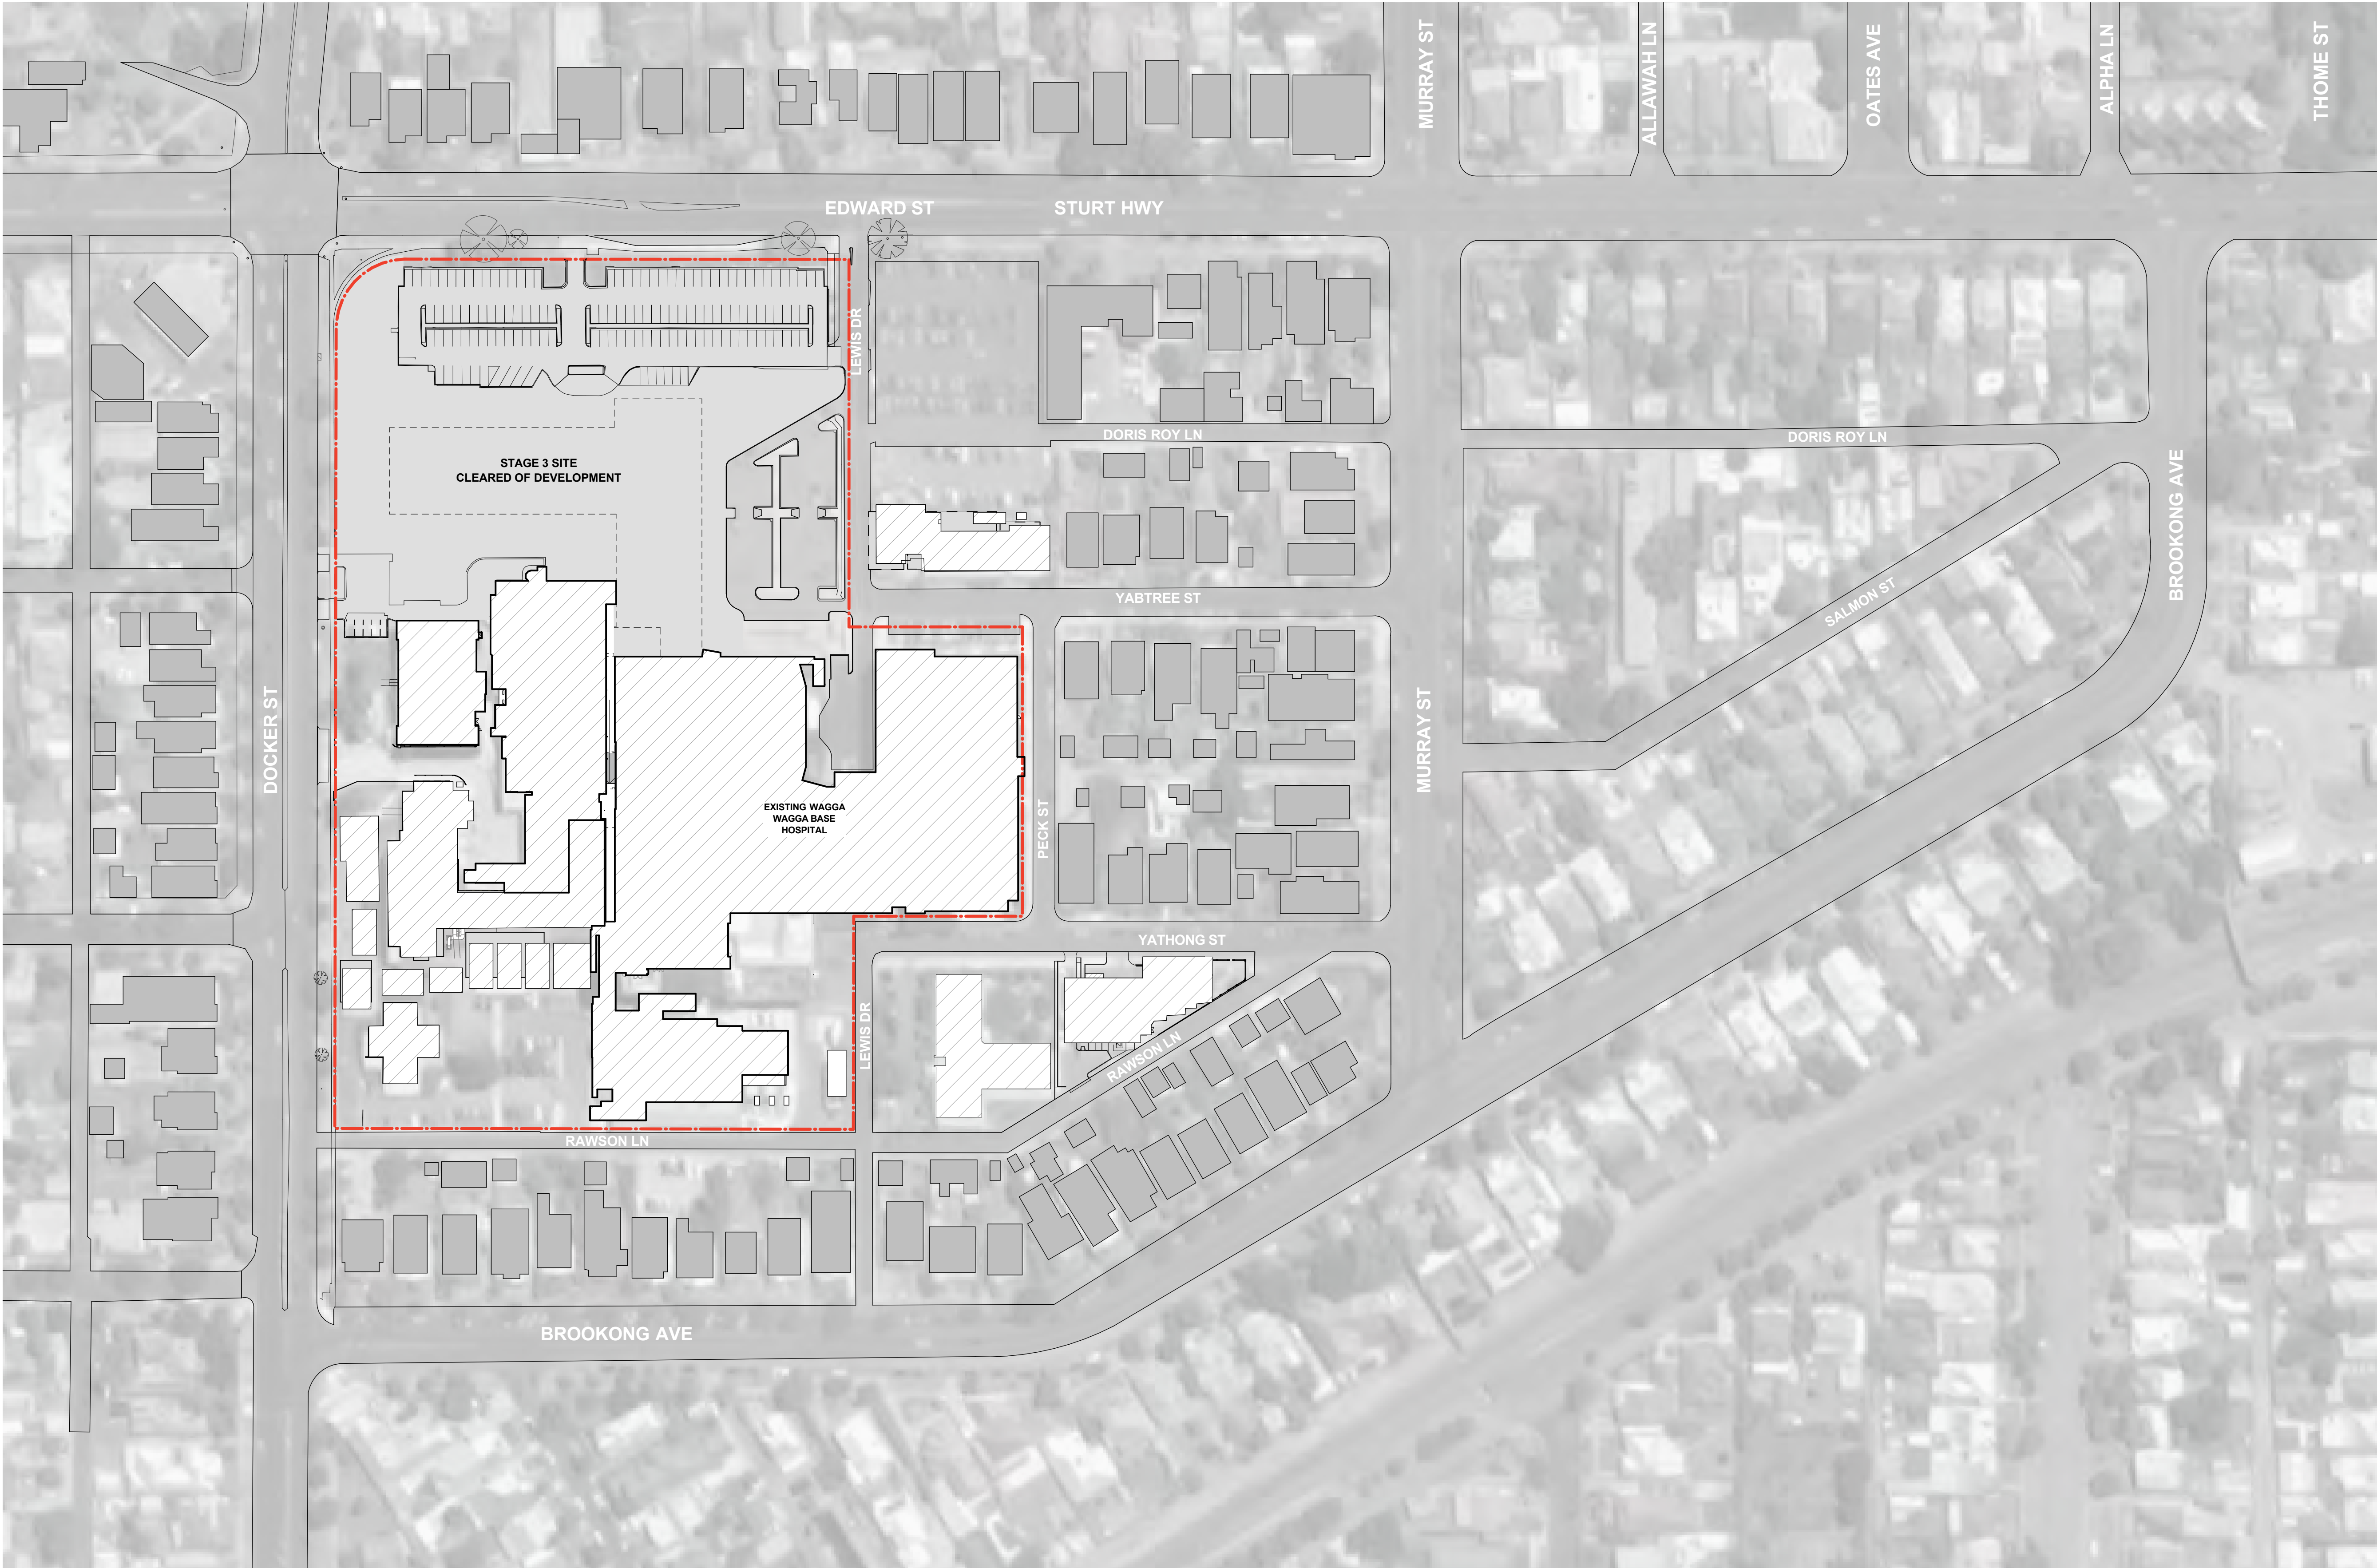 MURRAY ST
ALLAWAH LN
OATES AVE
ALPHA LN
THOME ST
EDWARD ST
STURT HWY
LEWIS DR
DORIS ROY LN
DORIS ROY LN
STAGE 3 SITE
CLEARED OF DEVELOPMENT
BROOKONG AVE
YABTREE ST
SALMON ST
DOCKER ST
MURRAY ST
EXISTING WAGGA
WAGGA BASE
HOSPITAL
PECK ST
YATHONG ST
LEWIS DR
RAWSON LN
RAWSON LN
BROOKONG AVE